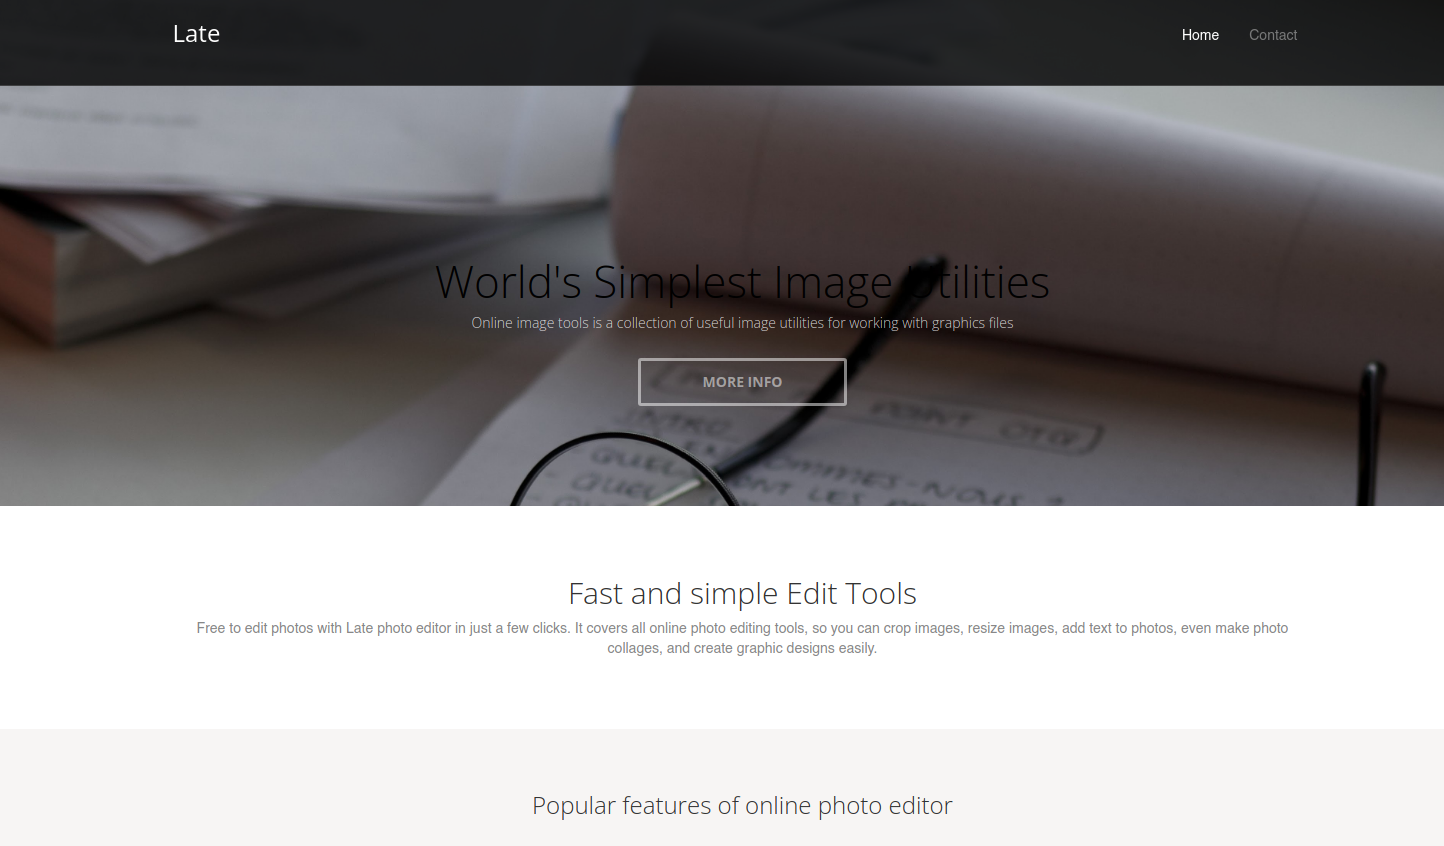 Late
Home Contact
World's Simplest Image Utilities
Online image tools is a collection of useful image utilities for working with graphics files
MORE INFO
INTRO
POINT OTG
Fast and simple Edit Tools
Free to edit photos with Late photo editor in just a few clicks. It covers all online photo editing tools, so you can crop images, resize images, add text to photos, even make photo
collages, and create graphic designs easily.
Popular features of online photo editor